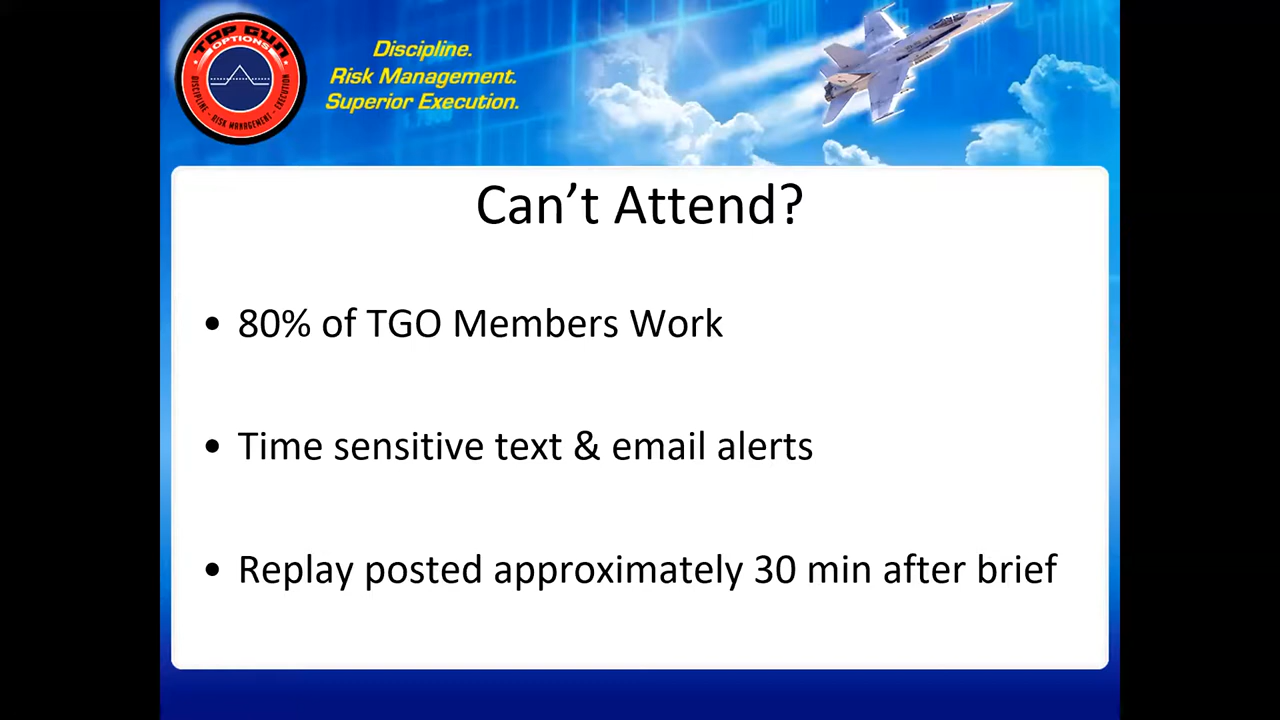 TOP GUN
OPTIONS
DISCIPLINE • RISK MANAGEMENT • EXECUTION
Discipline.
Risk Management.
Superior Execution.
Can’t Attend?
• 80% of TGO Members Work
• Time sensitive text & email alerts
• Replay posted approximately 30 min after brief